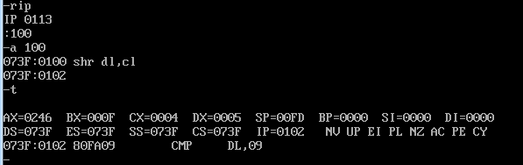 -rip
IP 0113
:100
-a 100
073F:0100 shr dl,cl
073F:0102
-t
AX=0246 BX=000F CX=0004 DX=0005 SP=00FD BP=0000 SI=0000 DI=0000
DS=073F ES=073F SS=073F CS=073F IP=0102 NV UP EI PL NZ AC PE CY
073F:0102 80FA09 CMP DL,09
-